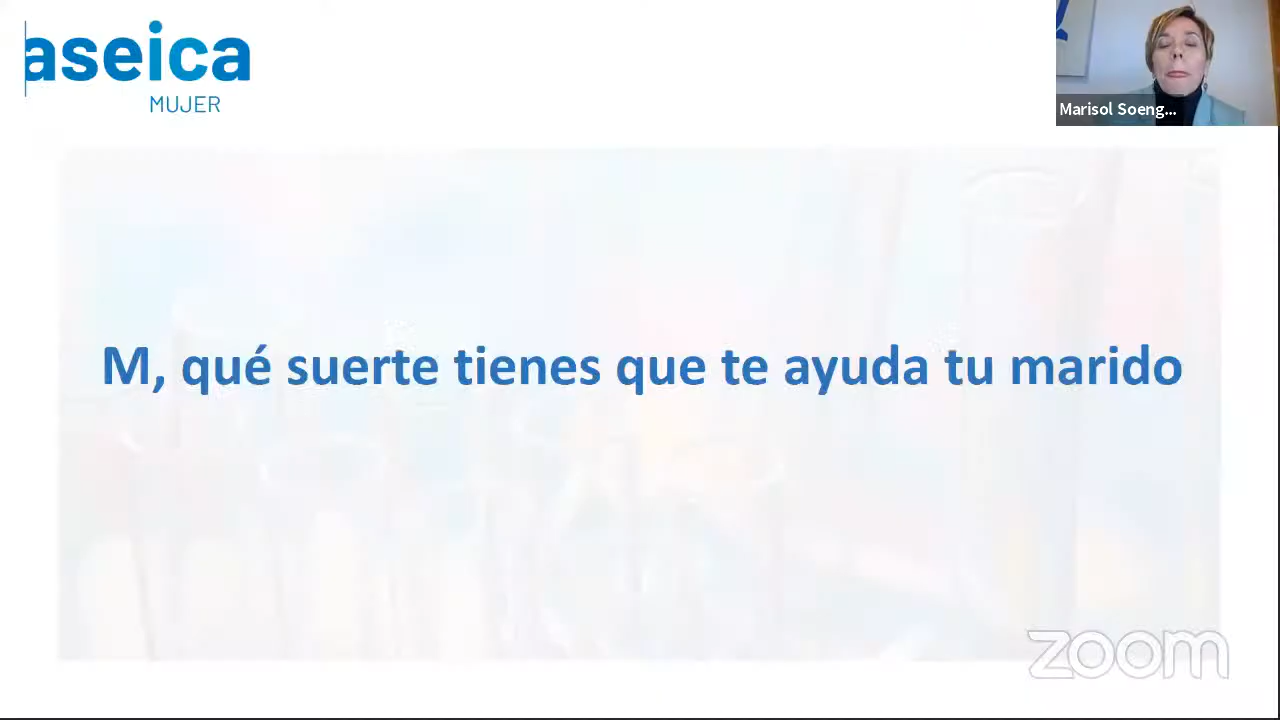 aseica
MUJER
Marisol Soeng...
M, qué suerte tienes que te ayuda tu marido
zoom